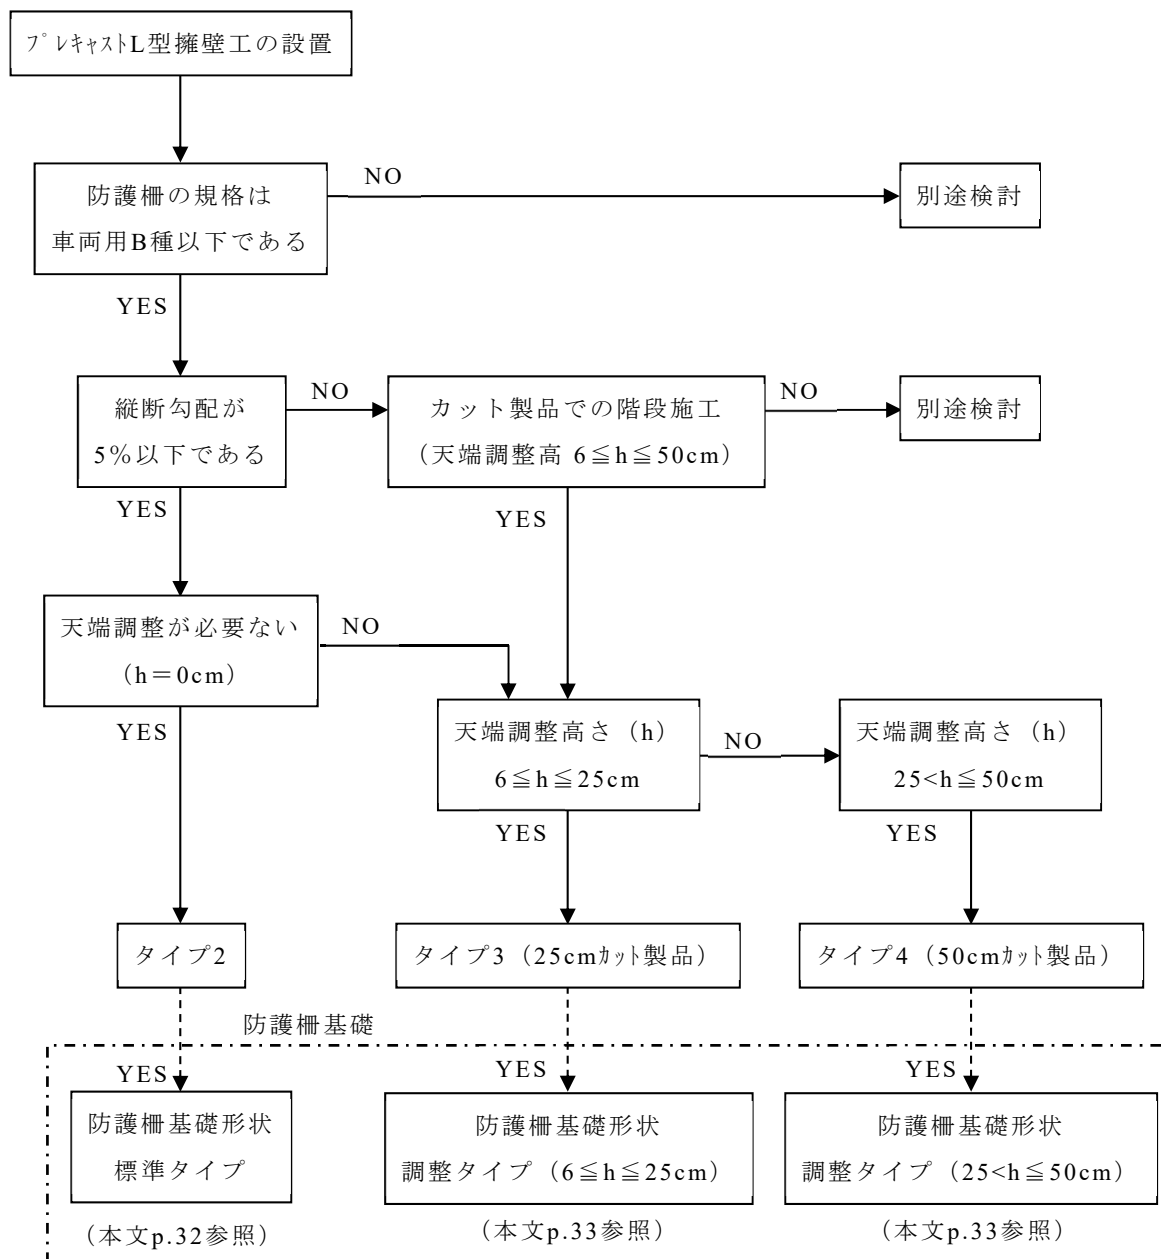 ﾌﾟﾚｷｬｽﾄL型擁壁工の設置
防護柵の規格は
車両用B種以下である
NO
別途検討
YES
縦断勾配が
5%以下である
NO
カット製品での階段施工
（天端調整高 6≦h≦50cm）
NO
別途検討
YES
YES
天端調整が必要ない
（h＝0cm）
NO
YES
天端調整高さ（h）
6≦h≦25cm
NO
天端調整高さ（h）
25<h≦50cm
YES
YES
タイプ2
タイプ3（25cmｶｯﾄ製品）
タイプ4（50cmｶｯﾄ製品）
防護柵基礎
YES
YES
YES
防護柵基礎形状
標準タイプ
防護柵基礎形状
調整タイプ（6≦h≦25cm）
防護柵基礎形状
調整タイプ（25<h≦50cm）
（本文p.32参照）
（本文p.33参照）
（本文p.33参照）